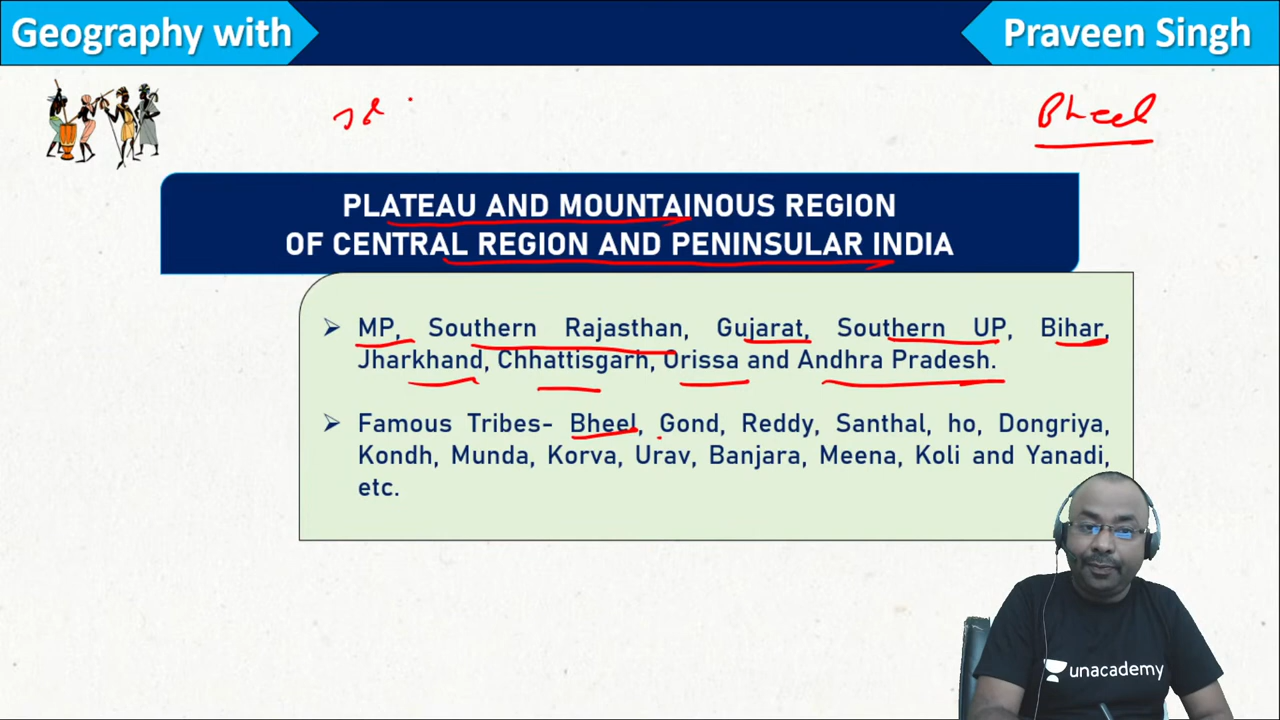 Geography with
Praveen Singh
Bheel
PLATEAU AND MOUNTAINOUS REGION
OF CENTRAL REGION AND PENINSULAR INDIA
➢ MP, Southern Rajasthan, Gujarat, Southern UP, Bihar,
Jharkhand, Chhattisgarh, Orissa and Andhra Pradesh.
➢ Famous Tribes- Bheel, Gond, Reddy, Santhal, ho, Dongriya,
Kondh, Munda, Korva, Urav, Banjara, Meena, Koli and Yanadi,
etc.
unacademy